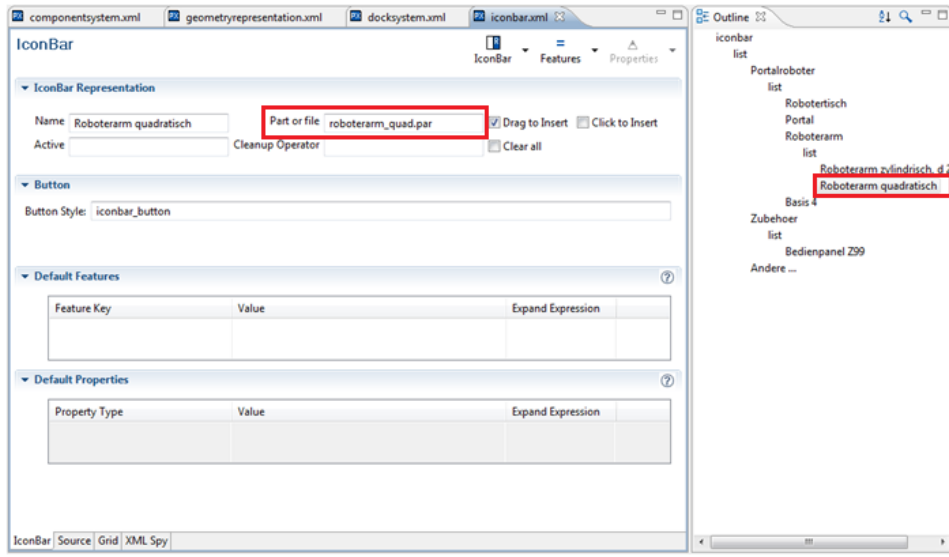 componentsystem.xml geometryrepresentation.xml docksystem.xml iconbar.xml
IconBar
IconBar Features Properties
IconBar Representation
Name Roboterarm quadratisch Part or file roboterarm_quad.par Drag to Insert Click to Insert
Active Cleanup Operator Clear all
Button
Button Style: iconbar_button
Default Features
Feature Key Value Expand Expression
Default Properties
Property Type Value Expand Expression
IconBar Source Grid XML Spy
Outline
iconbar
list
Portalroboter
list
Robotertisch
Portal
Roboterarm
list
Roboterarm zylindrisch, d 2
Roboterarm quadratisch
Basis 4
Zubehoer
list
Bedienpanel Z99
Andere ...